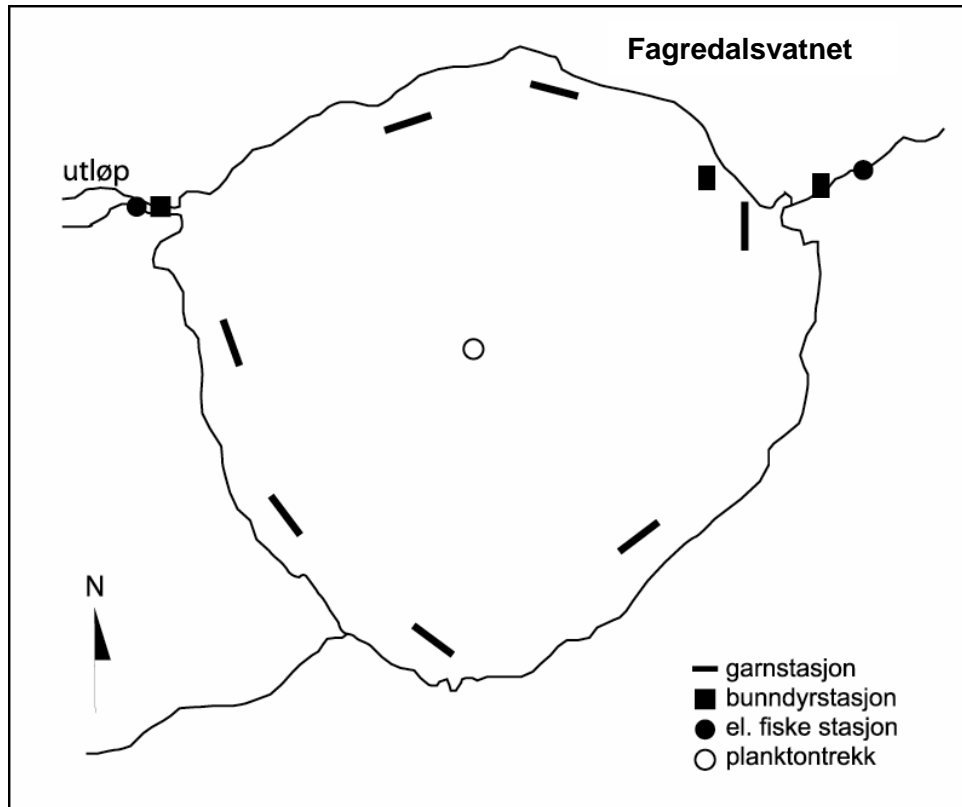 Fagredalsvatnet
utløp
N
garnstasjon
bunndyrstasjon
el. fiske stasjon
planktontrekk